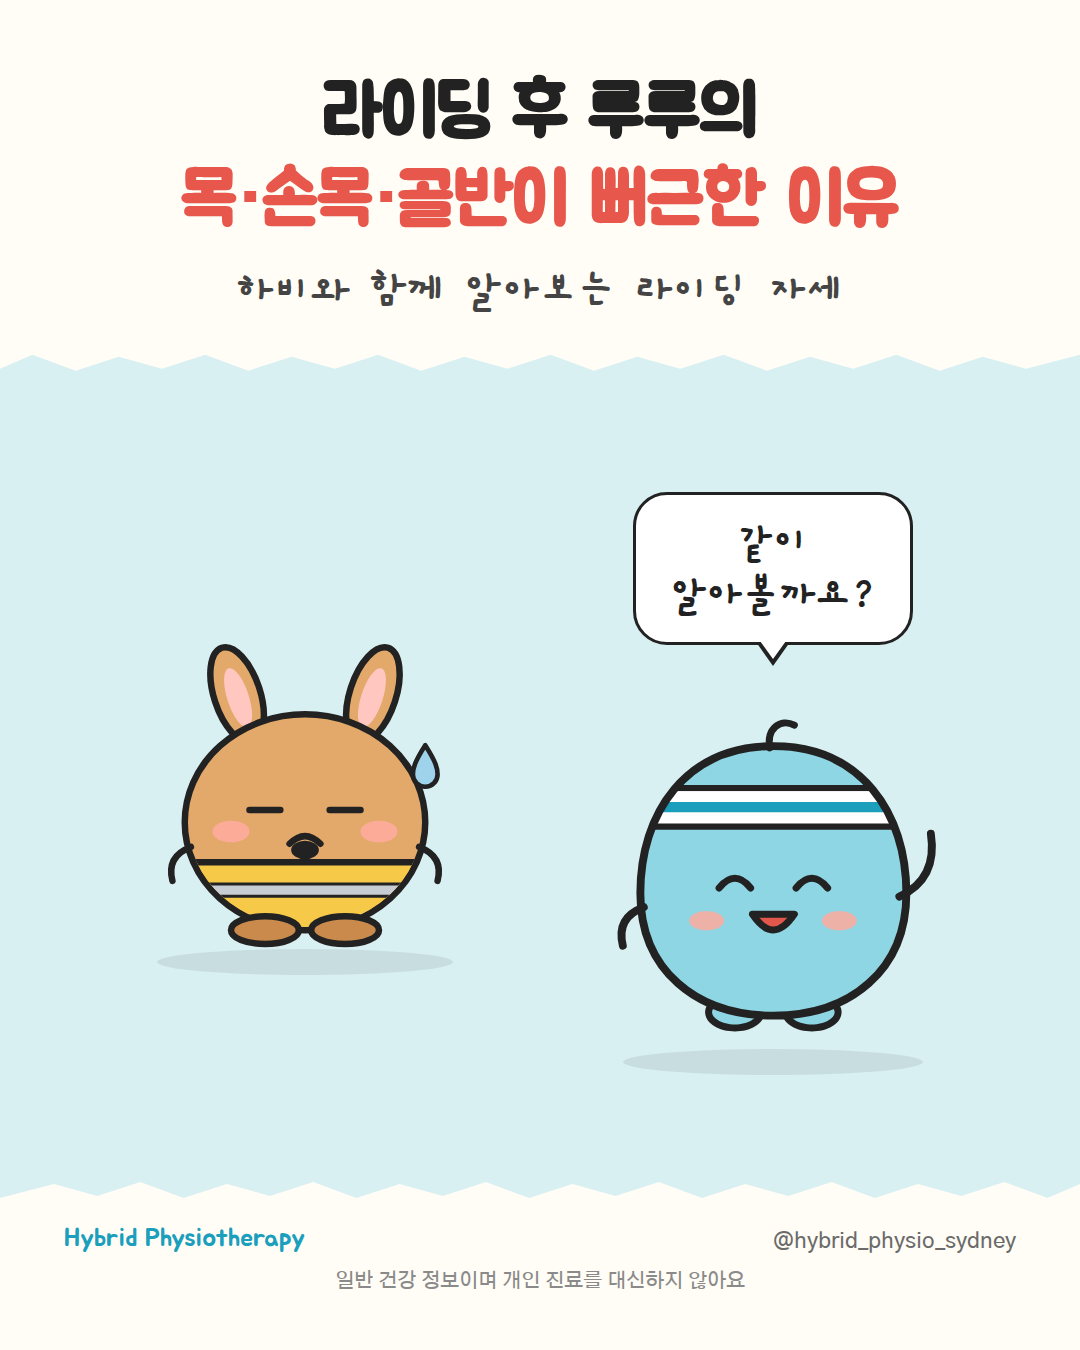 라이딩 후 루루의
목·손목·골반이 뻐근한 이유
하비와 함께 알아보는 라이딩 자세
같이
알아볼까요?
Hybrid Physiotherapy
@hybrid_physio_sydney
일반 건강 정보이며 개인 진료를 대신하지 않아요